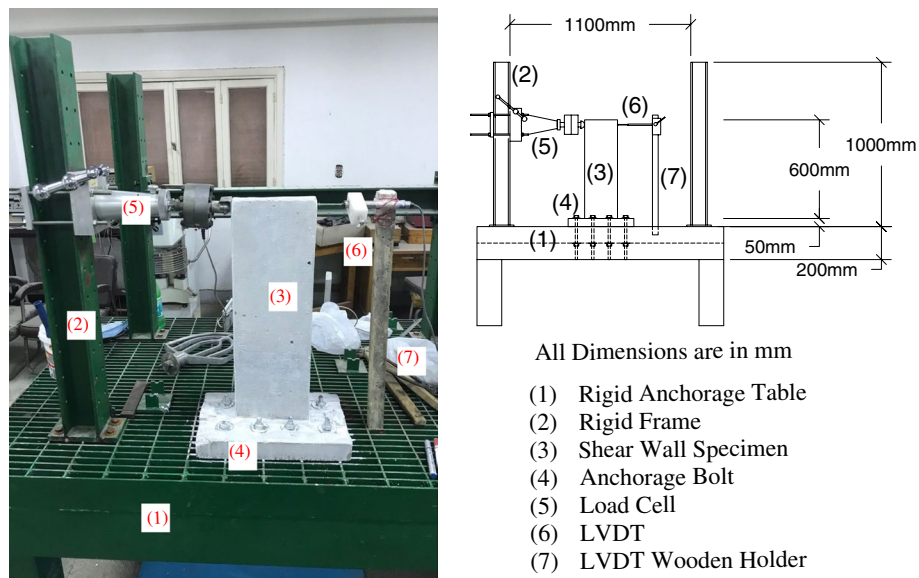 (5)
(6)
(3)
(2)
(7)
(4)
(1)
1100mm
(2)
(6)
(5)
1000mm
600mm
(3)
(7)
(4)
(1)
50mm
200mm
All Dimensions are in mm
(1) Rigid Anchorage Table
(2) Rigid Frame
(3) Shear Wall Specimen
(4) Anchorage Bolt
(5) Load Cell
(6) LVDT
(7) LVDT Wooden Holder